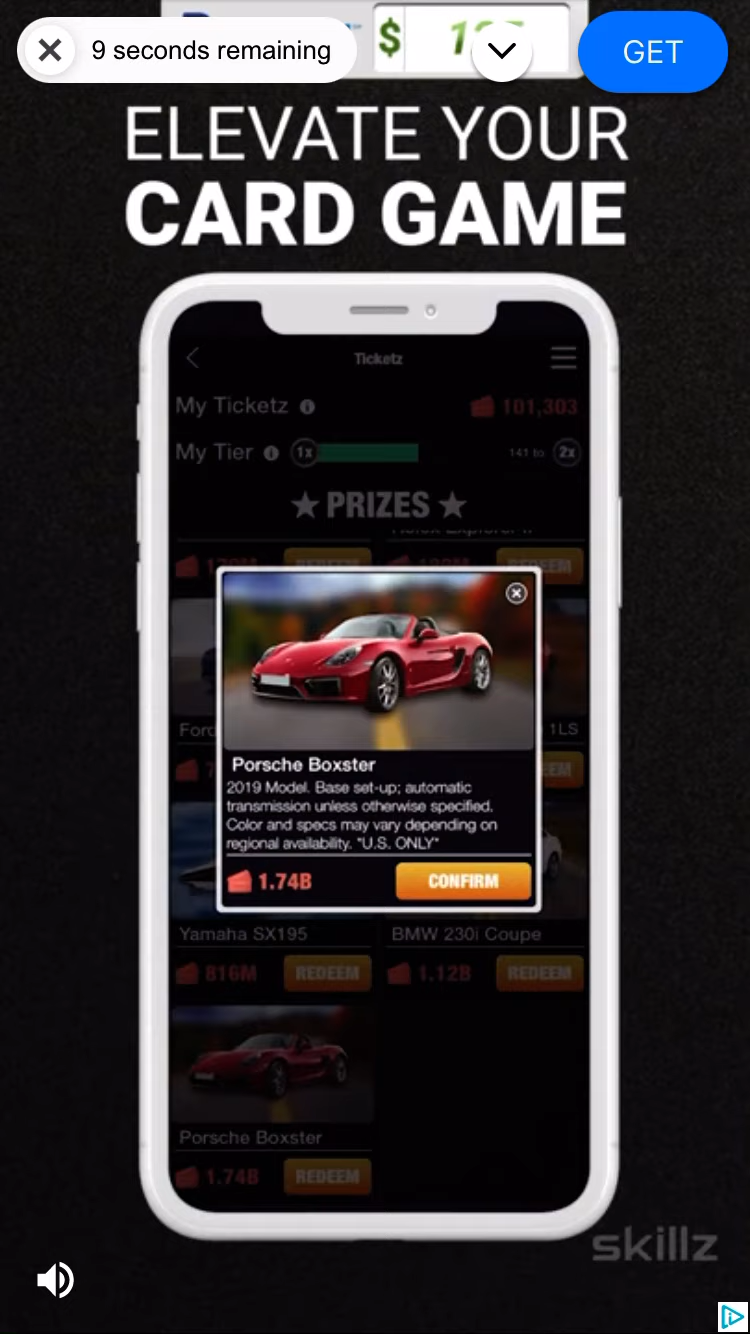 9 seconds remaining
$
GET
ELEVATE YOUR
CARD GAME
Ticketz
My Ticketz
101,303
My Tier
1x
141 to
2x
★ PRIZES ★
REDEEM
1LS
Porsche Boxster
2019 Model. Base set-up; automatic
transmission unless otherwise specified.
Color and specs may vary depending on
regional availability. *U.S. ONLY*
1.74B
CONFIRM
Yamaha SX195
BMW 230i Coupe
816M
REDEEM
1.12B
REDEEM
Porsche Boxster
1.74B
REDEEM
skillz